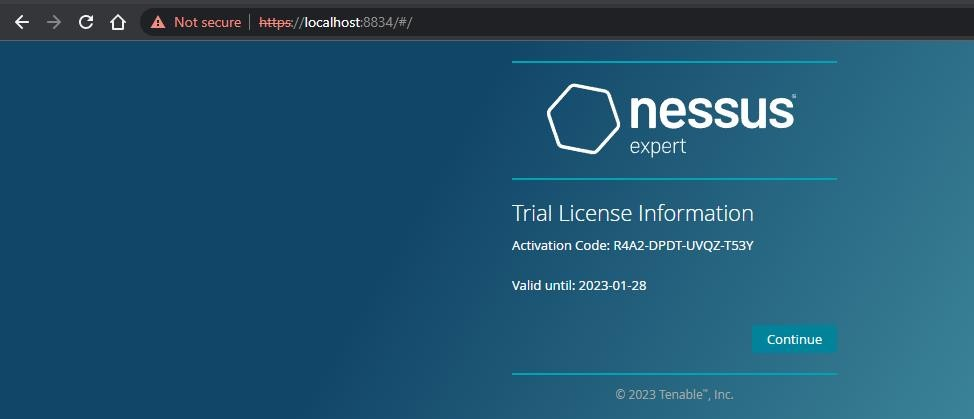 Not secure | https://localhost:8834/#/
nessus
expert
Trial License Information
Activation Code: R4A2-DPDT-UVQZ-T53Y
Valid until: 2023-01-28
Continue
© 2023 Tenable™, Inc.